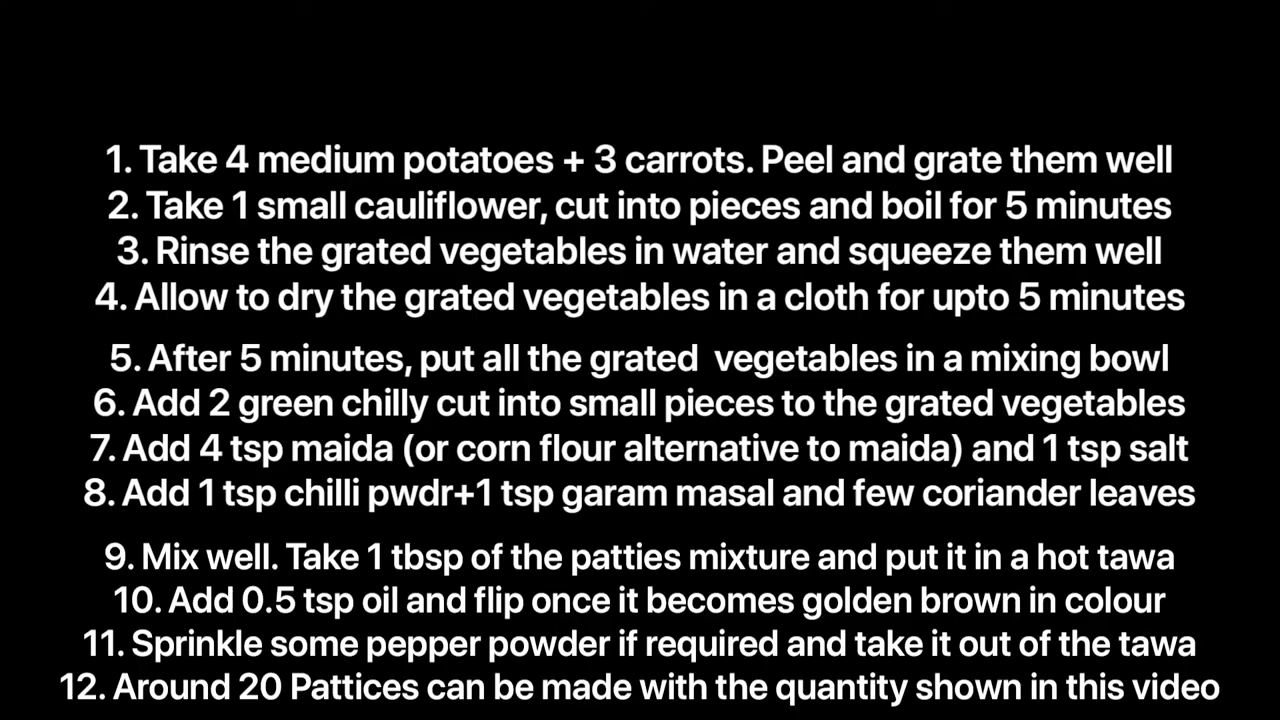 1. Take 4 medium potatoes + 3 carrots. Peel and grate them well
2. Take 1 small cauliflower, cut into pieces and boil for 5 minutes
3. Rinse the grated vegetables in water and squeeze them well
4. Allow to dry the grated vegetables in a cloth for upto 5 minutes
5. After 5 minutes, put all the grated  vegetables in a mixing bowl
6. Add 2 green chilly cut into small pieces to the grated vegetables
7. Add 4 tsp maida (or corn flour alternative to maida) and 1 tsp salt
8. Add 1 tsp chilli pwdr+1 tsp garam masal and few coriander leaves
9. Mix well. Take 1 tbsp of the patties mixture and put it in a hot tawa
10. Add 0.5 tsp oil and flip once it becomes golden brown in colour
11. Sprinkle some pepper powder if required and take it out of the tawa
12. Around 20 Pattices can be made with the quantity shown in this video